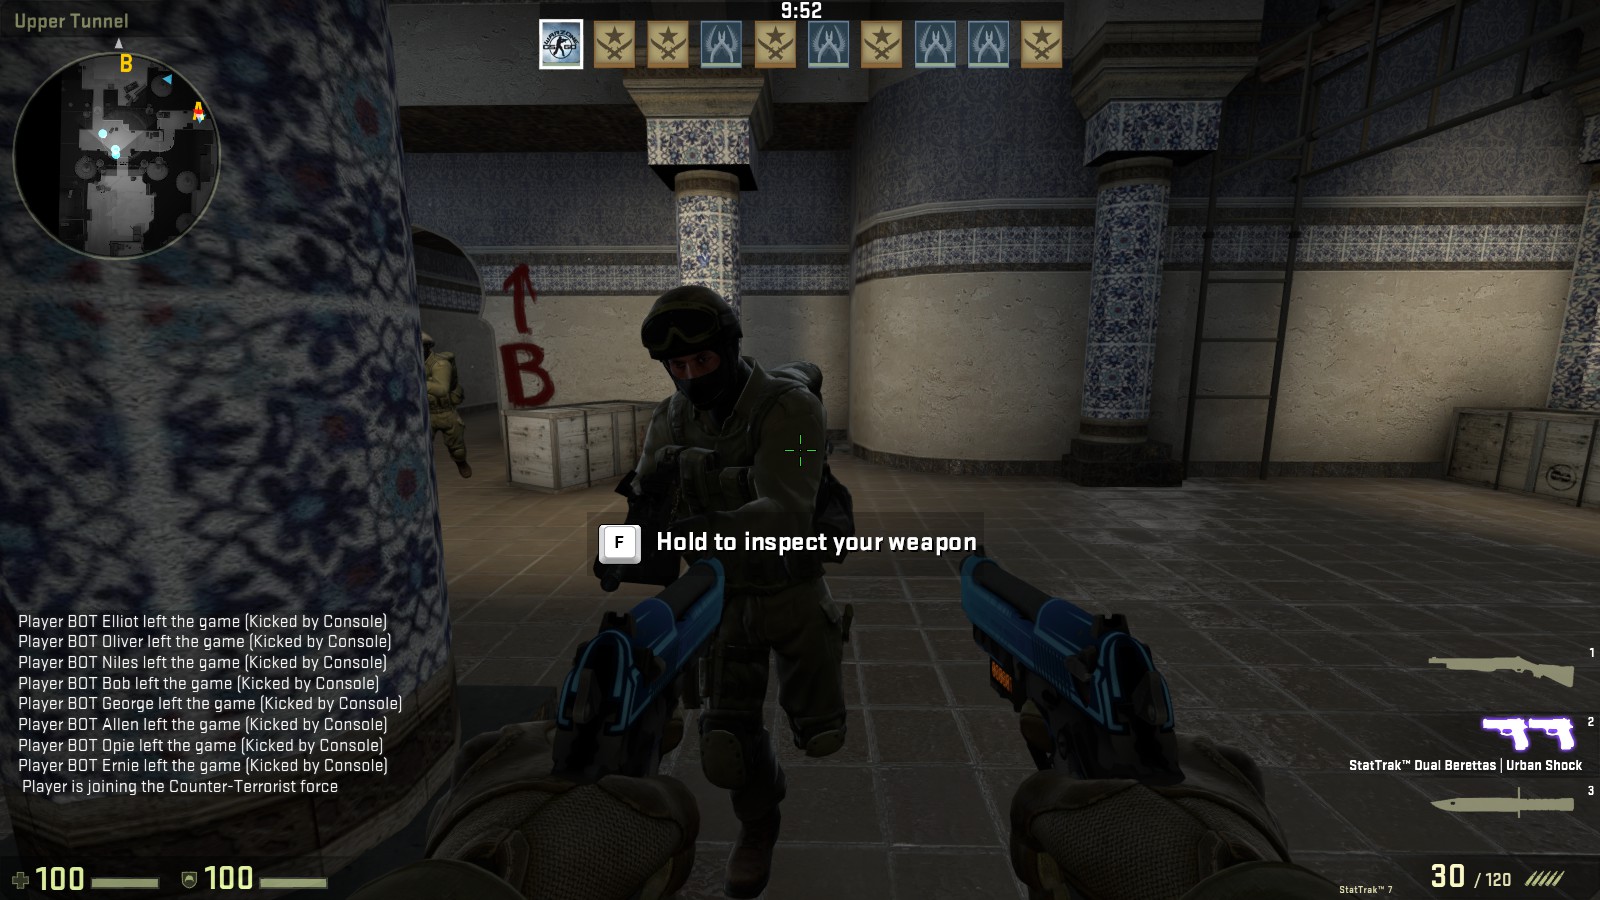 Upper Tunnel
9:52
B
A
B
F Hold to inspect your weapon
Player BOT Elliot left the game (Kicked by Console)
Player BOT Oliver left the game (Kicked by Console)
Player BOT Niles left the game (Kicked by Console)
Player BOT Bob left the game (Kicked by Console)
Player BOT George left the game (Kicked by Console)
Player BOT Allen left the game (Kicked by Console)
Player BOT Opie left the game (Kicked by Console)
Player BOT Ernie left the game (Kicked by Console)
Player is joining the Counter-Terrorist force
1
2
StatTrak™ Dual Berettas | Urban Shock
3
100
100
StatTrak™ 7
30 / 120